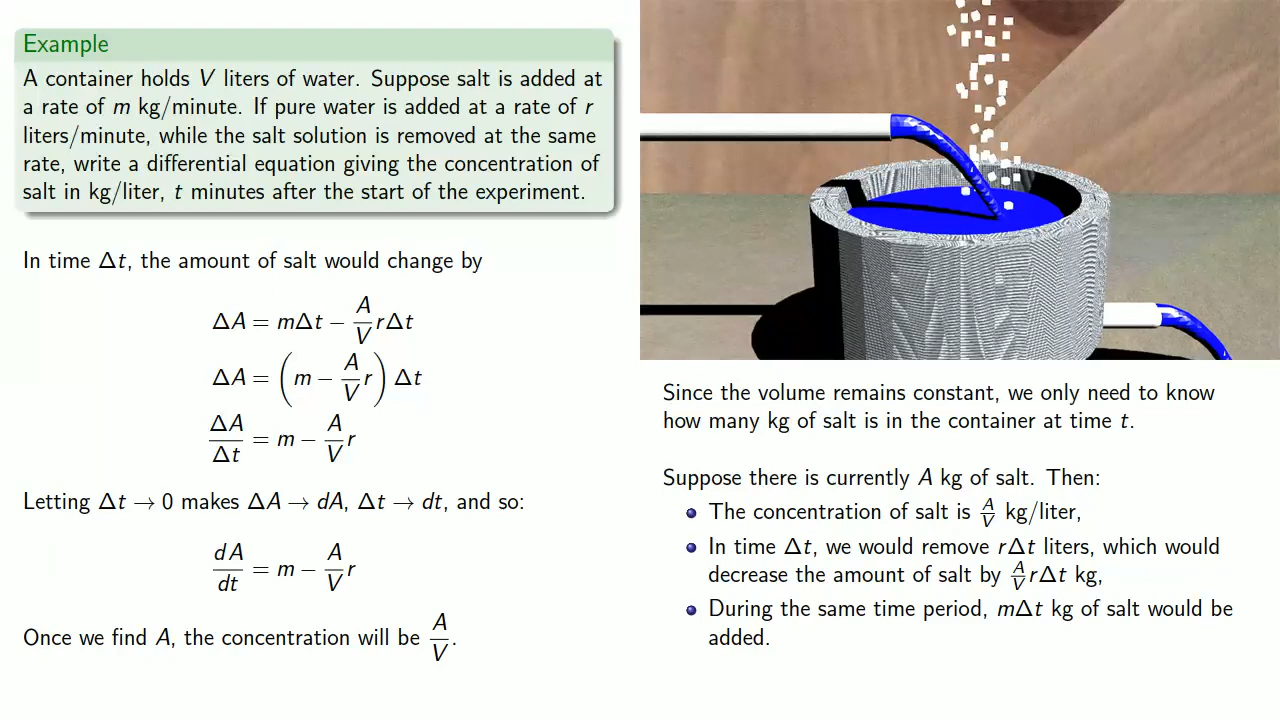 Example
A container holds V liters of water. Suppose salt is added at
a rate of m kg/minute. If pure water is added at a rate of r
liters/minute, while the salt solution is removed at the same
rate, write a differential equation giving the concentration of
salt in kg/liter, t minutes after the start of the experiment.
In time Δt, the amount of salt would change by
ΔA = mΔt − A/V rΔt
ΔA = (m − A/V r) Δt
ΔA/Δt = m − A/V r
Letting Δt → 0 makes ΔA → dA, Δt → dt, and so:
dA/dt = m − A/V r
Once we find A, the concentration will be A/V.
Since the volume remains constant, we only need to know
how many kg of salt is in the container at time t.
Suppose there is currently A kg of salt. Then:
The concentration of salt is A/V kg/liter,
In time Δt, we would remove rΔt liters, which would
decrease the amount of salt by A/V rΔt kg,
During the same time period, mΔt kg of salt would be
added.